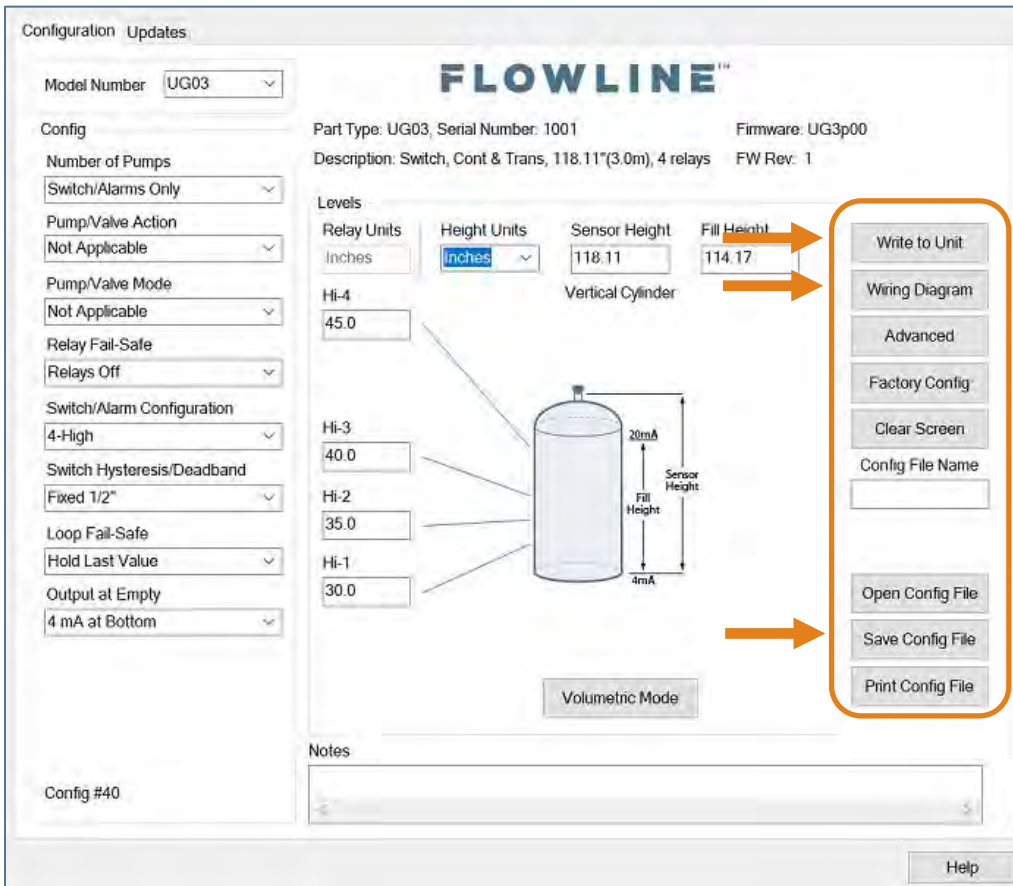 Configuration Updates
Model Number UG03
FLOWLINE™
Config
Part Type: UG03, Serial Number: 1001 Firmware: UG3p00
Description: Switch, Cont & Trans, 118.11"(3.0m), 4 relays FW Rev: 1
Number of Pumps
Switch/Alarms Only
Pump/Valve Action
Not Applicable
Pump/Valve Mode
Not Applicable
Relay Fail-Safe
Relays Off
Switch/Alarm Configuration
4-High
Switch Hysteresis/Deadband
Fixed 1/2"
Loop Fail-Safe
Hold Last Value
Output at Empty
4 mA at Bottom
Config #40
Levels
Relay Units Height Units Sensor Height Fill Height
Inches Inches 118.11 114.17
Vertical Cylinder
Hi-4
45.0
Hi-3
40.0
Hi-2
35.0
Hi-1
30.0
20mA
Sensor
Height
Fill
Height
4mA
Volumetric Mode
Write to Unit
Wiring Diagram
Advanced
Factory Config
Clear Screen
Config File Name
Open Config File
Save Config File
Print Config File
Notes
Help